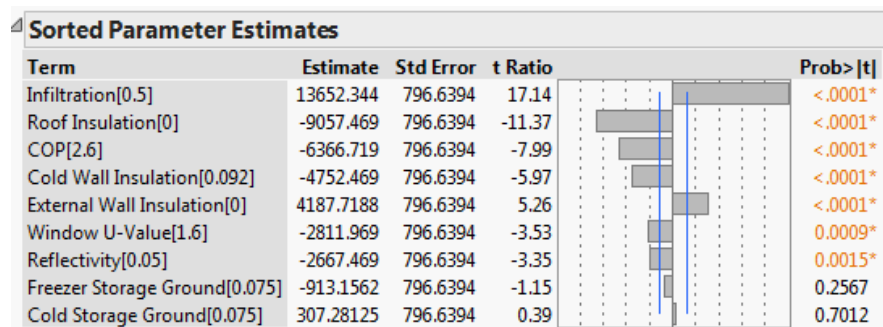 Sorted Parameter Estimates
Term Estimate Std Error t Ratio Prob>|t|
Infiltration[0.5] 13652.344 796.6394 17.14 <.0001*
Roof Insulation[0] -9057.469 796.6394 -11.37 <.0001*
COP[2.6] -6366.719 796.6394 -7.99 <.0001*
Cold Wall Insulation[0.092] -4752.469 796.6394 -5.97 <.0001*
External Wall Insulation[0] 4187.7188 796.6394 5.26 <.0001*
Window U-Value[1.6] -2811.969 796.6394 -3.53 0.0009*
Reflectivity[0.05] -2667.469 796.6394 -3.35 0.0015*
Freezer Storage Ground[0.075] -913.1562 796.6394 -1.15 0.2567
Cold Storage Ground[0.075] 307.28125 796.6394 0.39 0.7012